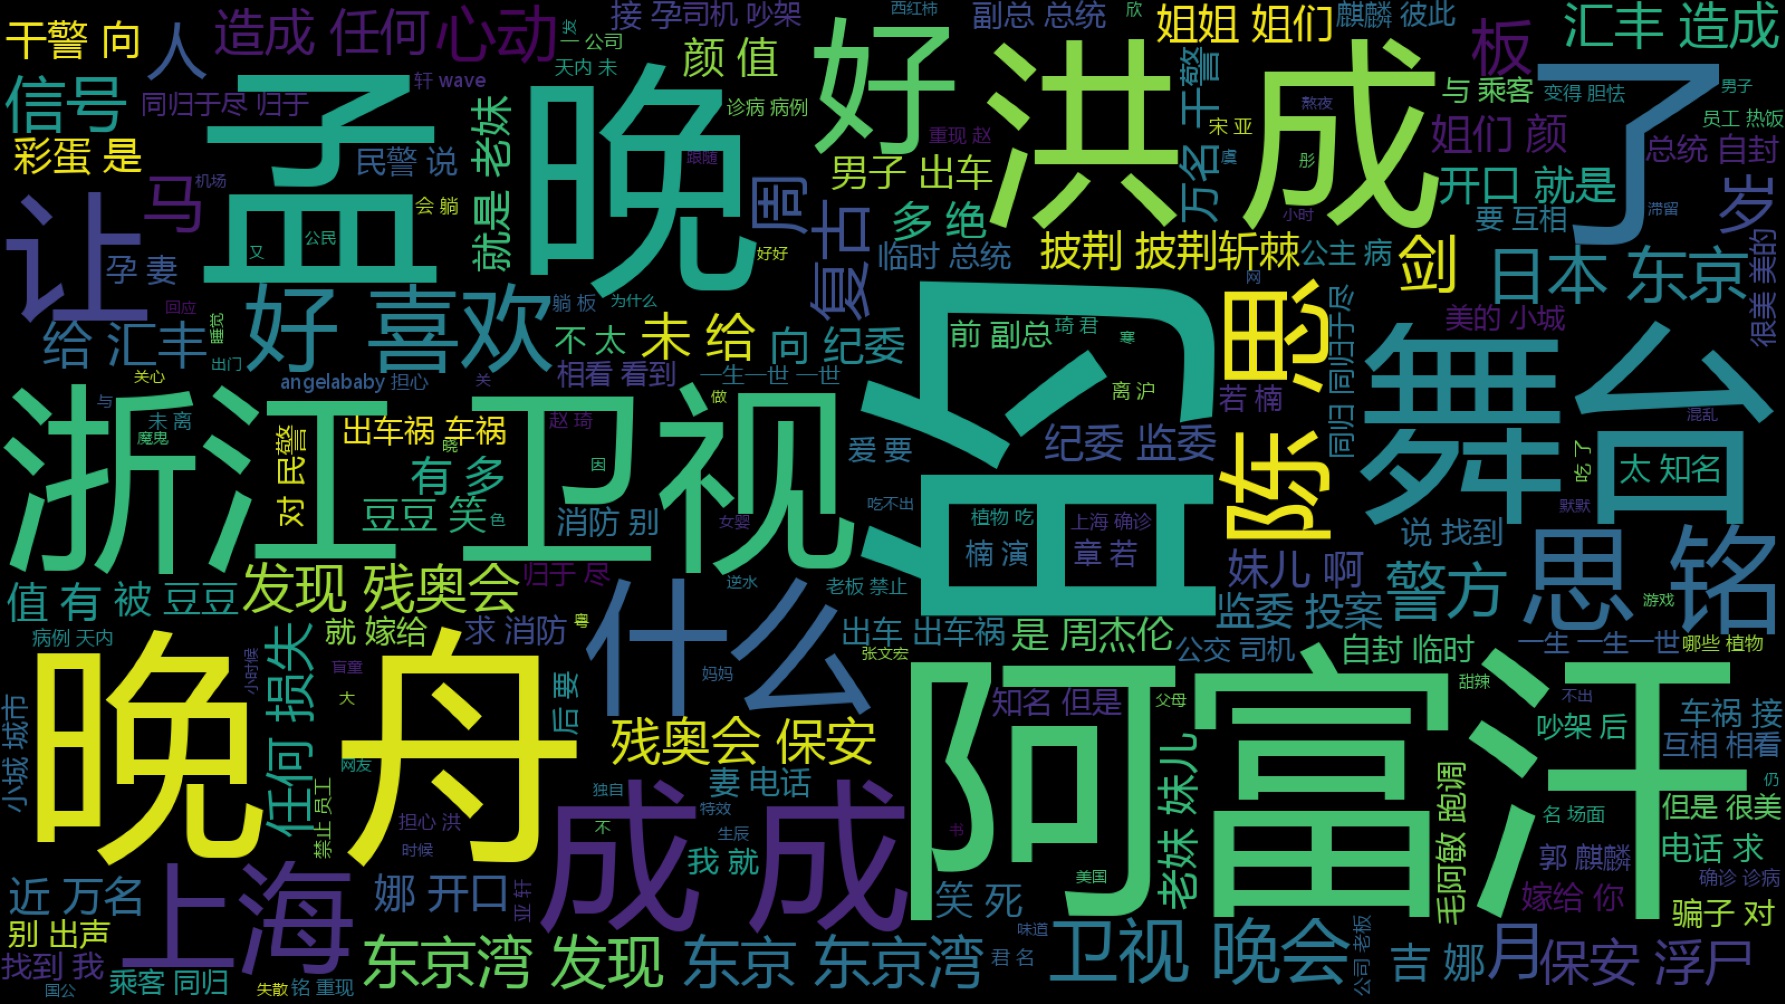 干警 向
人
造成 任何
心动
接 孕
司机 吵架
一 公司
天内 未
颜 值
西红柿
副总 总统
欣
姐姐 姐们
麒麟 彼此
板
汇丰 造成
信号
同归于尽 归于
轩 wave
孟 晚
好
洪 成
了
彩蛋 是
民警 说
就是 老妹
诊病 病例
重现 赵
男子 出车
宋 亚
万名 干警
熬夜
彤
与 乘客
变得 胆怯
男子
员工 热饭
姐们 颜
总统 自封
开口 就是
让
马
机场
会 躺
跟随
周
复古
多 绝
虞
小时
要 互相
滞留
岁
孕 妻
又
公民
好好
临时 总统
披荆 披荆斩棘
公主 病
剑
日本 东京
很美 美的
回应
给 汇丰
睡觉
出门
好 喜欢
躺 板
为什么
不 太
未 给
向 纪委
前 副总
琦 君
寒
网
陈 思
同归 同归于尽
美的 小城
舞台
关心
angelababy 担心
关
相看 看到
一生一世 一世
是 今
离 沪
若 楠
混乱
浙江 卫视
与
未 离
魔鬼
对 民警
出车祸 车祸
赵 琦
做
晓
有 多
因
豆豆 笑
色
消防 别
女婴
爱 要
纪委 监委
吃不出
植物 吃
上海 确诊
楠 演
章 若
吃 了
太 知名
默默
说 找到
值 有
被 豆豆
发现 残奥会
归于 尽
逆水
老板 禁止
妹儿 啊
警方
监委 投案
游戏
思 铭
病例 天内
就 嫁给
求 消防
什么
出车 出车祸
是 周杰伦
张文宏
公交 司机
自封 临时
一生 一生一世
哪些 植物
晚 舟
小时候
任何 损失
盲童
大
后 要
妈妈
知名 但是
父母
阿富汗
甜辣
不出
车祸 接
吵架 后
互相 相看
小城 城市
网友
残奥会 保安
妻 电话
老妹 妹儿
毛阿敏 跑调
仍
但是 很美
名 场面
禁止 员工
独自
特效
担心 洪
不
生辰
时候
成 成
我 就
书
郭 麒麟
电话 求
上海
近 万名
娜 开口
亚 轩
笑 死
美国
确诊 诊病
嫁给 你
骗子 对
别 出声
找到 我
乘客 同归
国公
失散
铭 重现
东京湾 发现
东京 东京湾
味道
君 名
卫视 晚会
公司 老板
吉 娜
月
保安 浮尸